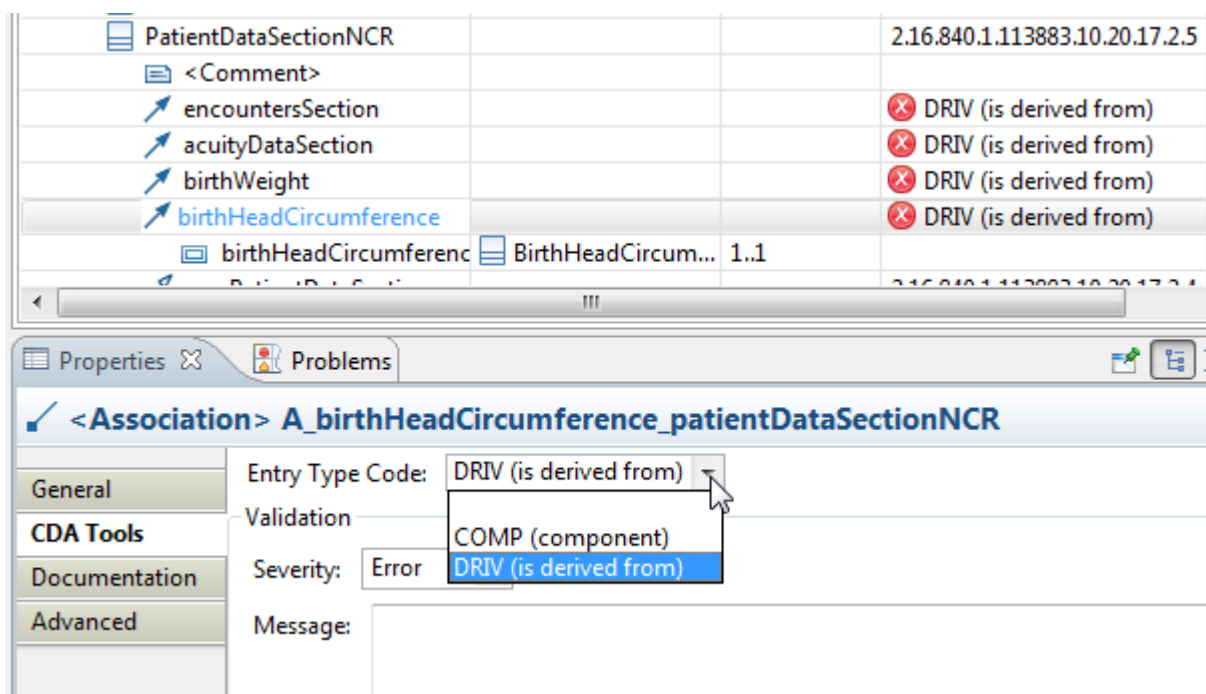 PatientDataSectionNCR 2.16.840.1.113883.10.20.17.2.5
<Comment>
encountersSection DRIV (is derived from)
acuityDataSection DRIV (is derived from)
birthWeight DRIV (is derived from)
birthHeadCircumference DRIV (is derived from)
birthHeadCircumferenc BirthHeadCircum... 1..1
Properties Problems
<Association> A_birthHeadCircumference_patientDataSectionNCR
General
CDA Tools
Documentation
Advanced
Entry Type Code: DRIV (is derived from)
Validation
COMP (component)
DRIV (is derived from)
Severity: Error
Message: